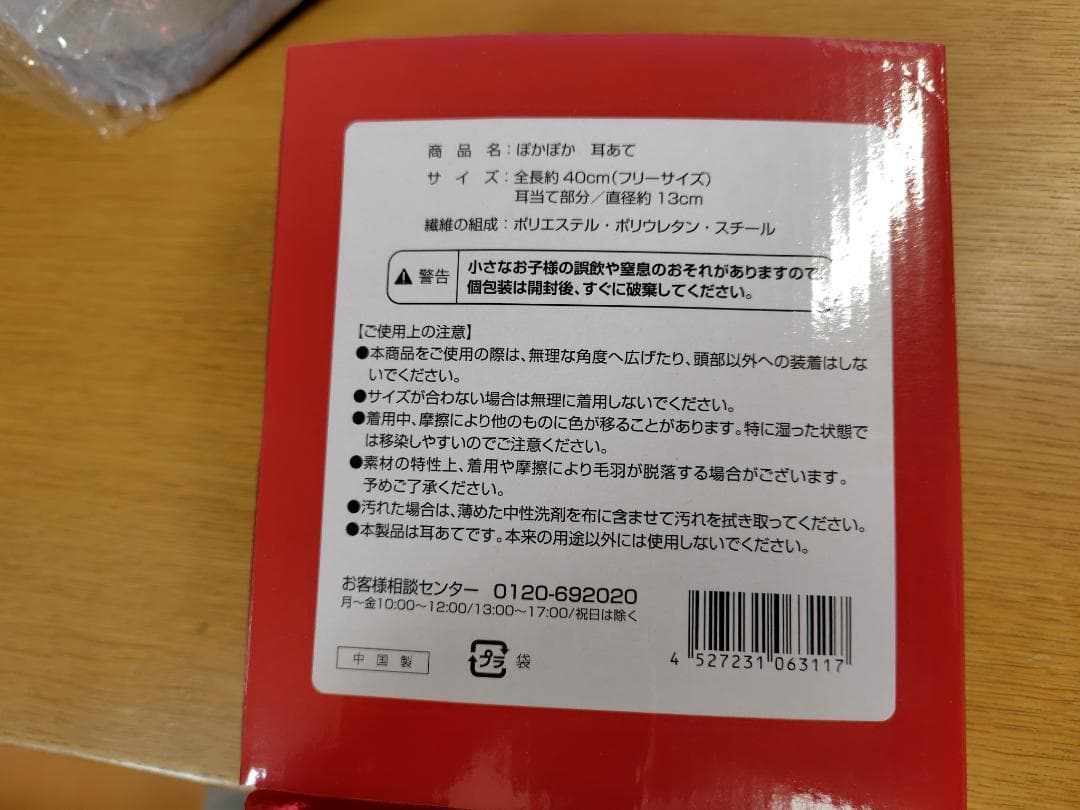 商品名：ぽかぽか 耳あて
サイズ：全長約 40cm(フリーサイズ)
耳当て部分／直径約 13cm
繊維の組成：ポリエステル・ポリウレタン・スチール
警告
小さなお子様の誤飲や窒息のおそれがありますので
個包装は開封後、すぐに破棄してください。
【ご使用上の注意】
●本商品をご使用の際は、無理な角度へ広げたり、頭部以外への装着はしな
いでください。
●サイズが合わない場合は無理に着用しないでください。
●着用中、摩擦により他のものに色が移ることがあります。特に湿った状態で
は移染しやすいのでご注意ください。
●素材の特性上、着用や摩擦により毛羽が脱落する場合がございます。
予めご了承ください。
●汚れた場合は、薄めた中性洗剤を布に含ませて汚れを拭き取ってください。
●本製品は耳あてです。本来の用途以外には使用しないでください。
お客様相談センター 0120-692020
月～金10:00～12:00/13:00～17:00/祝日は除く
中国製
プラ 袋
4 527231 063117